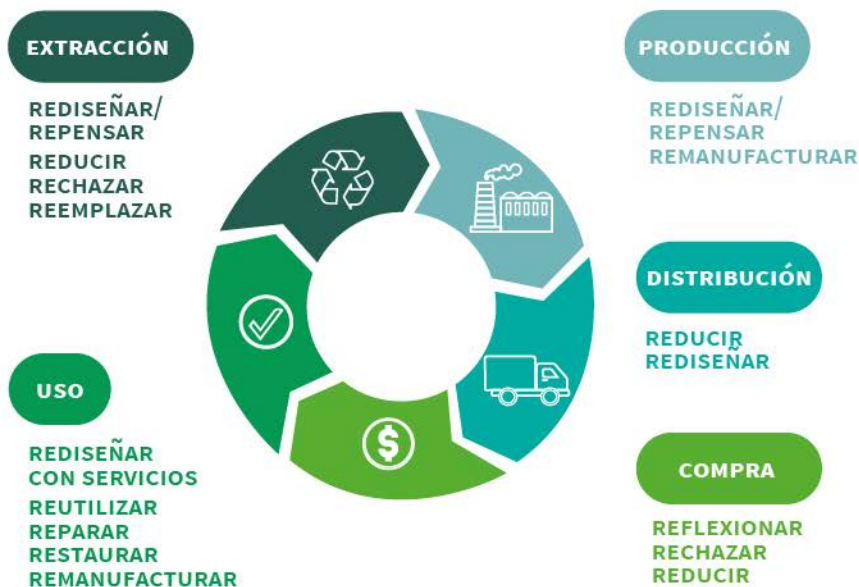 EXTRACCIÓN
REDISEÑAR/
REPENSAR
REDUCIR
RECHAZAR
REEMPLAZAR
PRODUCCIÓN
REDISEÑAR/
REPENSAR
REMANUFACTURAR
DISTRIBUCIÓN
REDUCIR
REDISEÑAR
COMPRA
REFLEXIONAR
RECHAZAR
REDUCIR
USO
REDISEÑAR
CON SERVICIOS
REUTILIZAR
REPARAR
RESTAURAR
REMANUFACTURAR
$